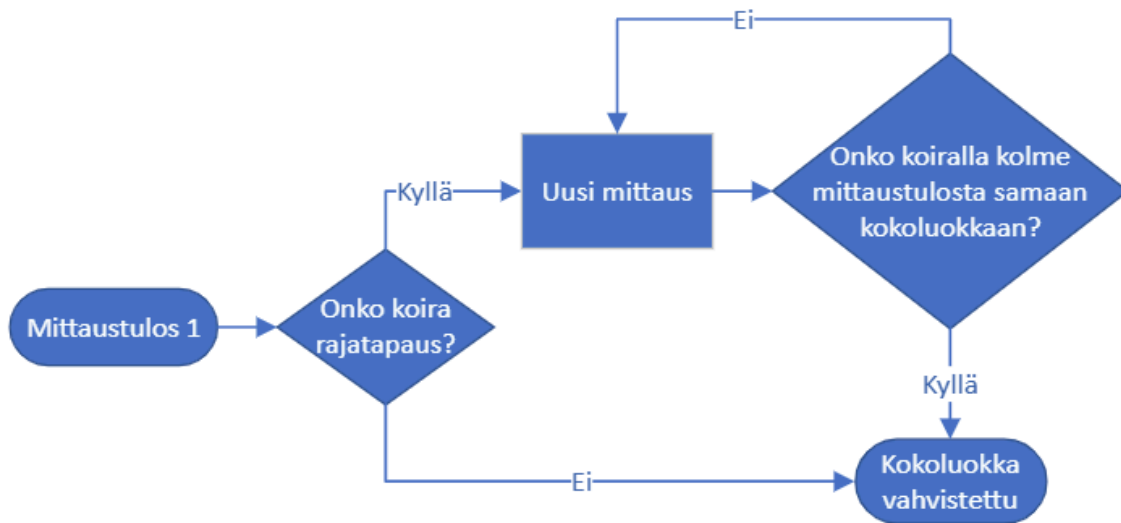 Ei
Onko koiralla kolme
mittaustulosta samaan
kokoluokkaan?
Kyllä
Uusi mittaus
Mittaustulos 1
Onko koira
rajatapaus?
Kyllä
Ei
Kokoluokka
vahvistettu